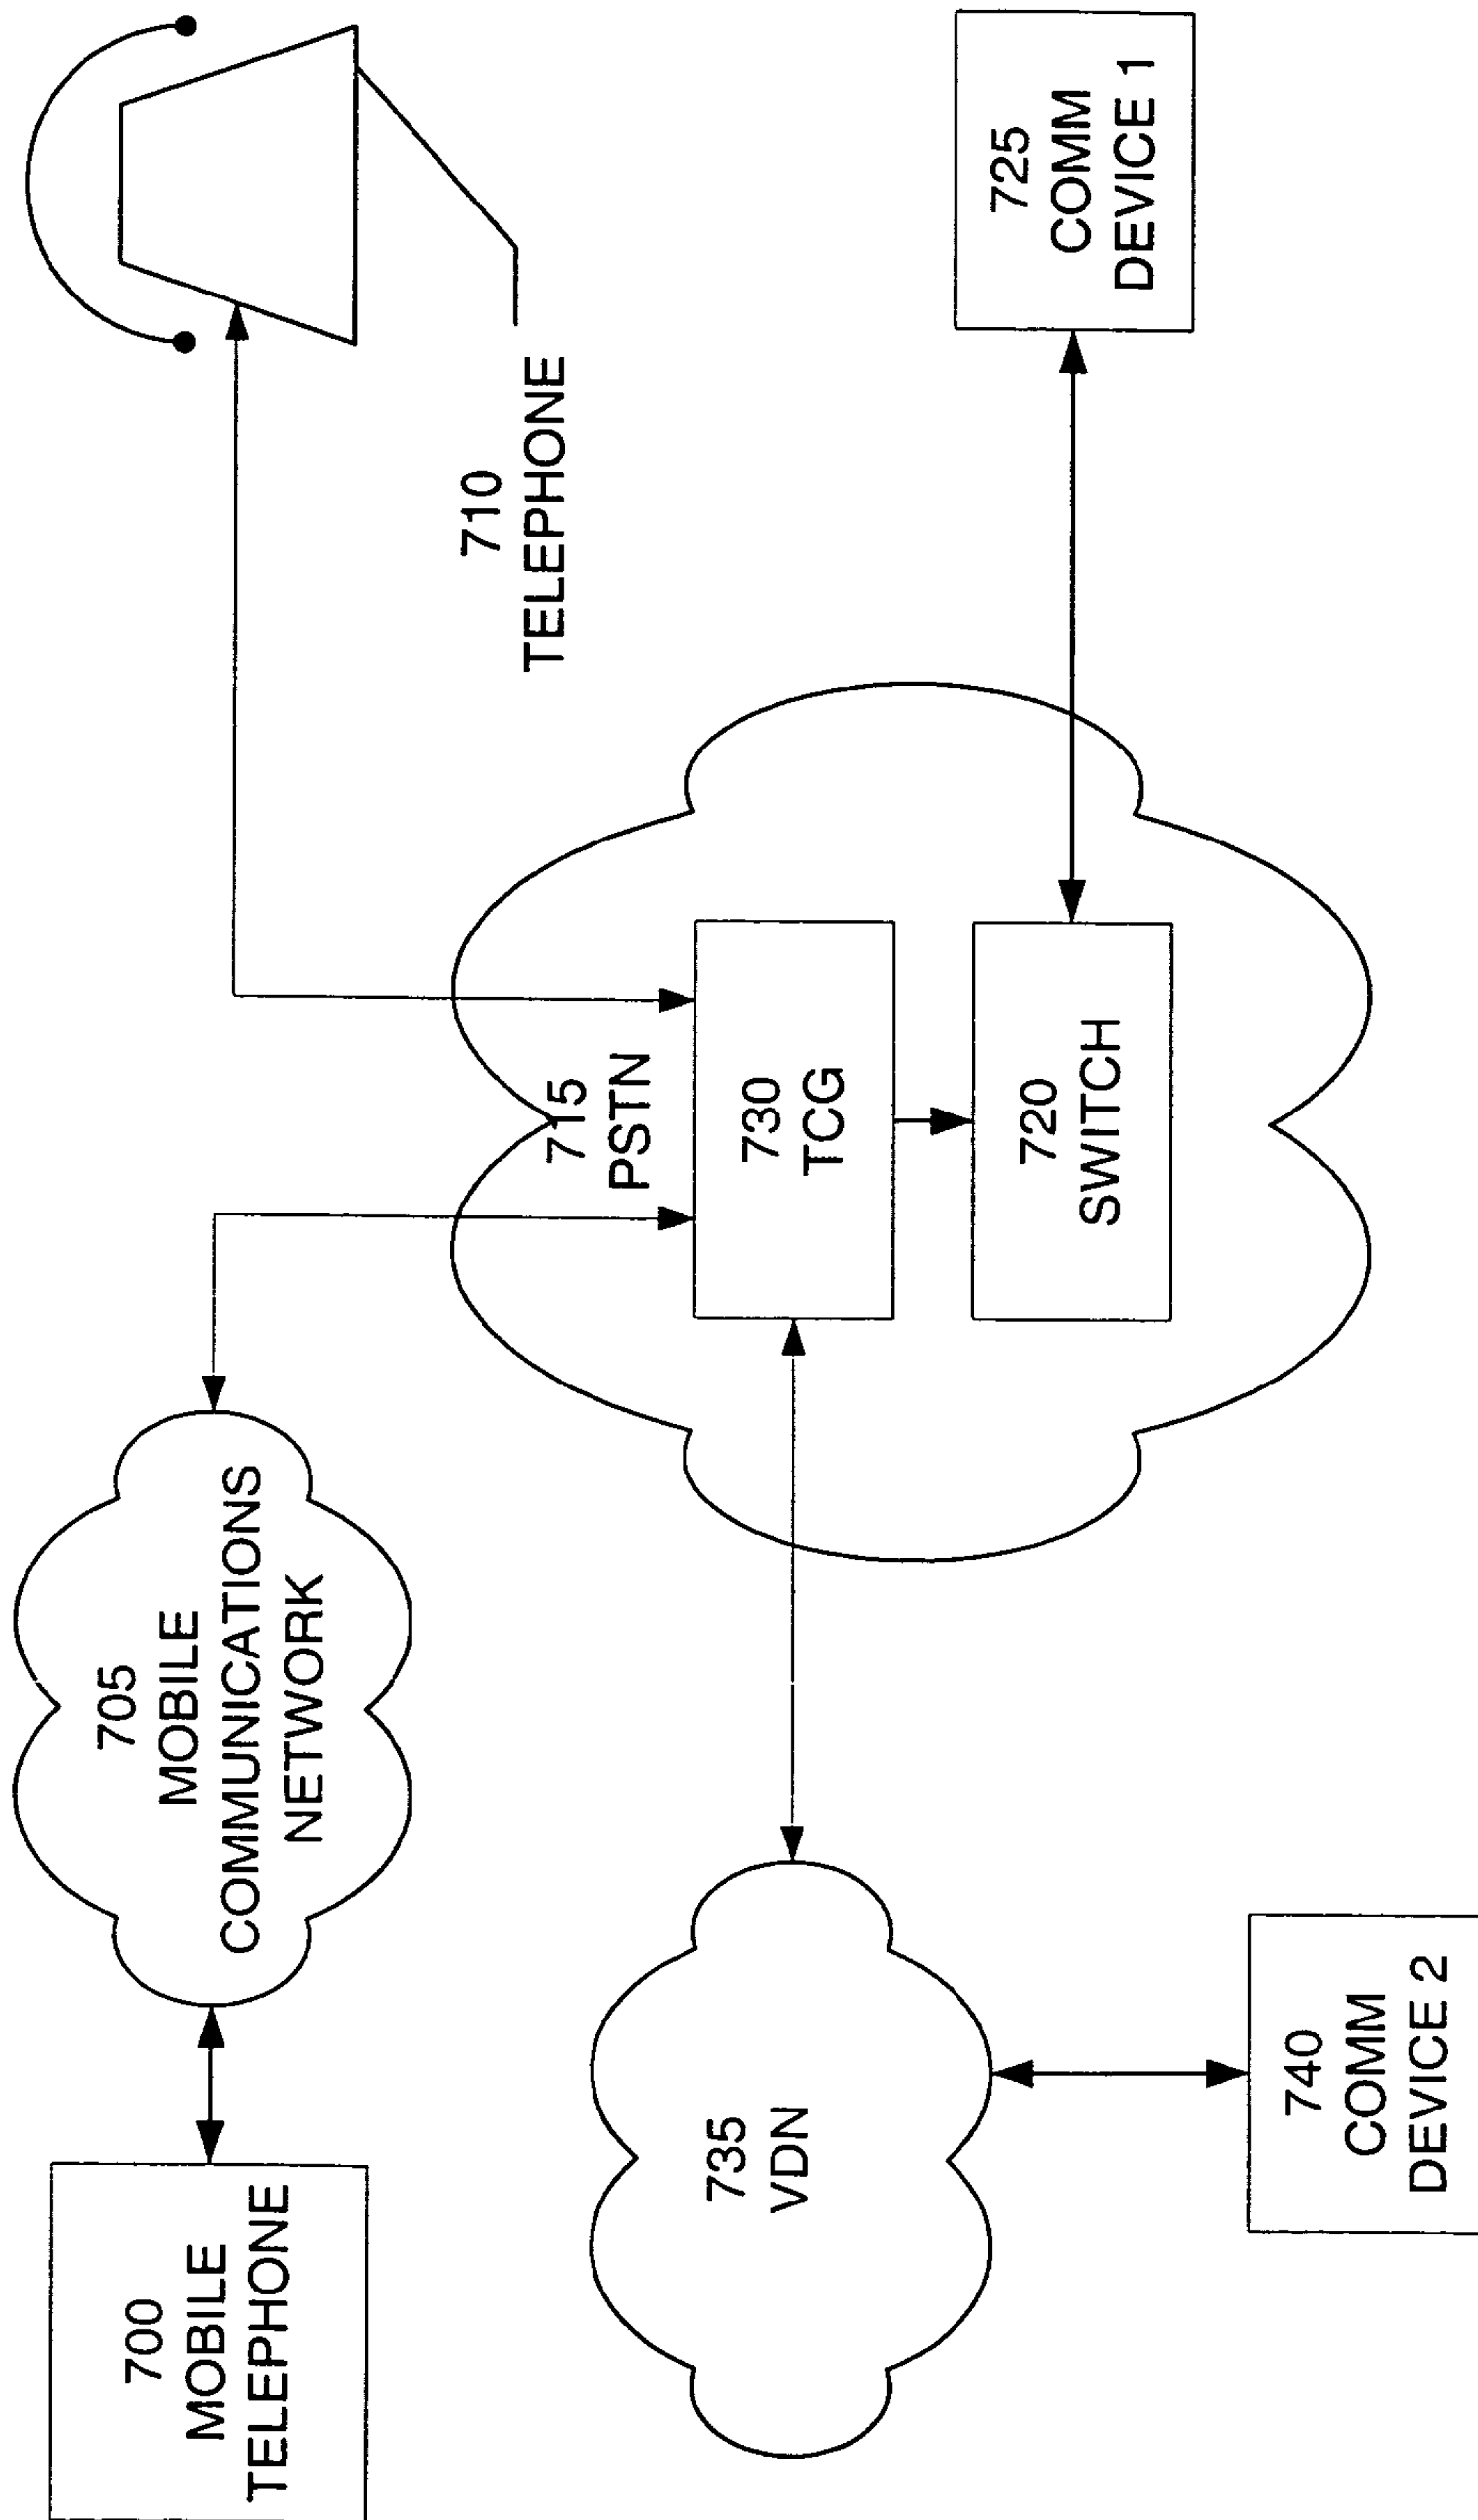 700
MOBILE
TELEPHONE
705
MOBILE
COMMUNICATIONS
NETWORK
710
TELEPHONE
715
PSTN
730
TCG
720
SWITCH
725
COMM
DEVICE 1
735
VDN
740
COMM
DEVICE 2